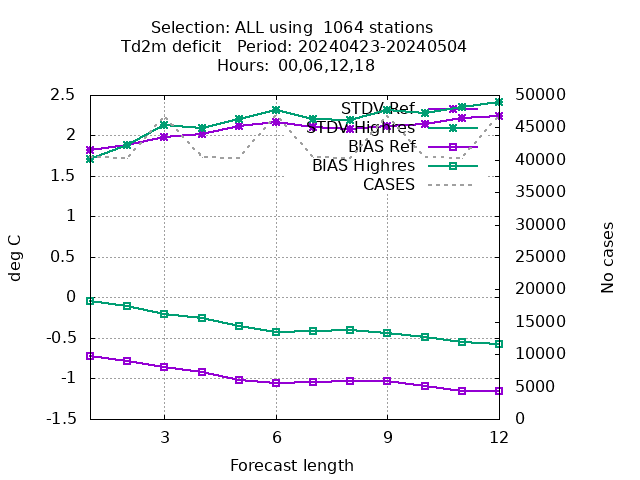 Selection: ALL using  1064 stations
Td2m deficit   Period: 20240423-20240504
Hours:  00,06,12,18
STDV Ref
STDV Highres
BIAS Ref
BIAS Highres
CASES
2.5
2
1.5
1
0.5
0
-0.5
-1
-1.5
deg C
50000
45000
40000
35000
30000
25000
20000
15000
10000
5000
0
No cases
3
6
9
12
Forecast length